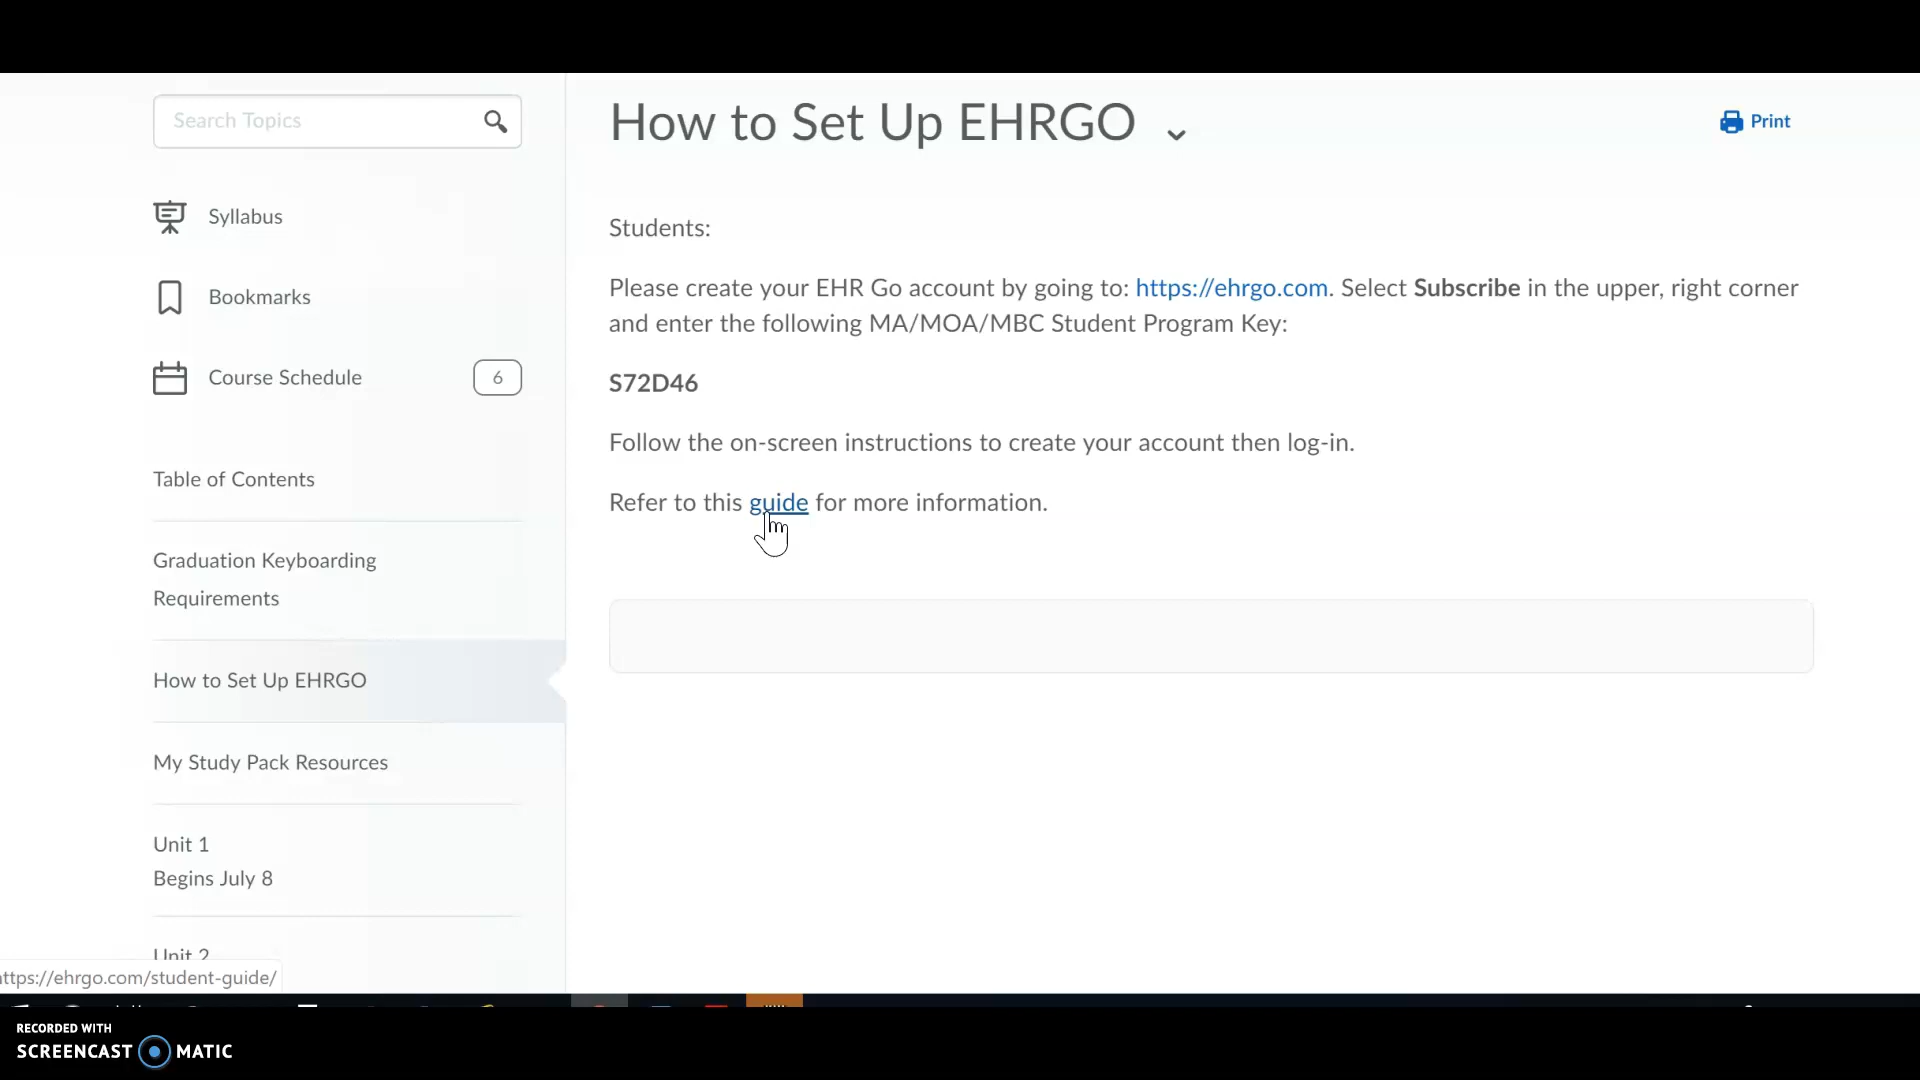 Search Topics
Syllabus
Bookmarks
Course Schedule 6
Table of Contents
Graduation Keyboarding
Requirements
How to Set Up EHRGO
My Study Pack Resources
Unit 1
Begins July 8
Unit 2
How to Set Up EHRGO
Print
Students:
Please create your EHR Go account by going to: https://ehrgo.com. Select Subscribe in the upper, right corner
and enter the following MA/MOA/MBC Student Program Key:
S72D46
Follow the on-screen instructions to create your account then log-in.
Refer to this guide for more information.
ttps://ehrgo.com/student-guide/
RECORDED WITH
SCREENCAST MATIC